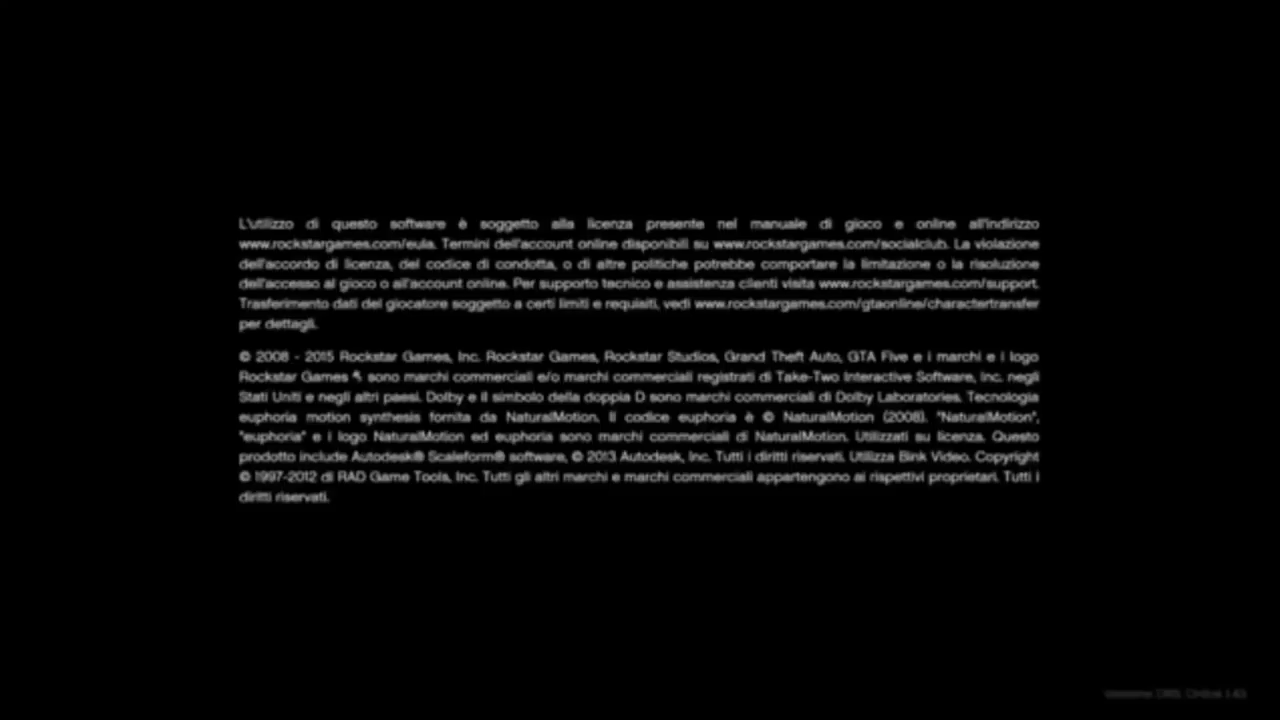 L'utilizzo di questo software è soggetto alla licenza presente nel manuale di gioco e online all'indirizzo
www.rockstargames.com/eula. Termini dell'account online disponibili su www.rockstargames.com/socialclub. La violazione
dell'accordo di licenza, del codice di condotta, o di altre politiche potrebbe comportare la limitazione o la risoluzione
dell'accesso al gioco o all'account online. Per supporto tecnico e assistenza clienti visita www.rockstargames.com/support.
Trasferimento dati del giocatore soggetto a certi limiti e requisiti, vedi www.rockstargames.com/gtaonline/charactertransfer
per dettagli.
© 2008 - 2015 Rockstar Games, Inc. Rockstar Games, Rockstar Studios, Grand Theft Auto, GTA Five e i marchi e i logo
Rockstar Games R* sono marchi commerciali e/o marchi commerciali registrati di Take-Two Interactive Software, Inc. negli
Stati Uniti e negli altri paesi. Dolby e il simbolo della doppia D sono marchi commerciali di Dolby Laboratories. Tecnologia
euphoria motion synthesis fornita da NaturalMotion. Il codice euphoria è © NaturalMotion (2008). "NaturalMotion",
"euphoria" e i logo NaturalMotion ed euphoria sono marchi commerciali di NaturalMotion. Utilizzati su licenza. Questo
prodotto include Autodesk® Scaleform® software, © 2013 Autodesk, Inc. Tutti i diritti riservati. Utilizza Bink Video. Copyright
© 1997-2012 di RAD Game Tools, Inc. Tutti gli altri marchi e marchi commerciali appartengono ai rispettivi proprietari. Tutti i
diritti riservati.